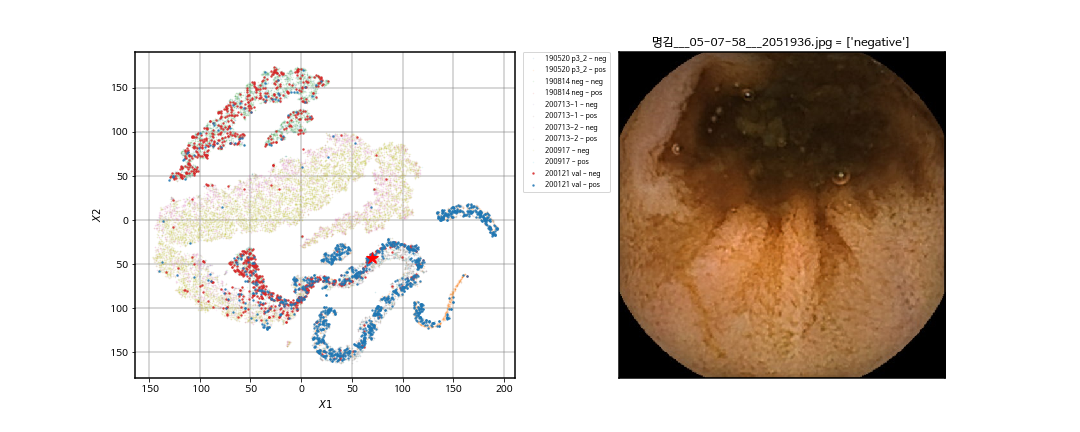 명김___05-07-58___2051936.jpg = ['negative']
190520 p3_2 - neg
190520 p3_2 - pos
190814 neg - neg
190814 neg - pos
200713-1 - neg
200713-1 - pos
200713-2 - neg
200713-2 - pos
200917 - neg
200917 - pos
200121 val - neg
200121 val - pos
150
100
50
0
50
100
150
X2
150
100
50
0
50
100
150
200
X1